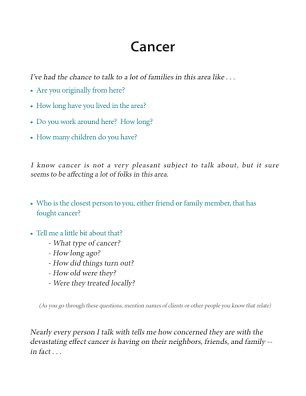 Cancer
I've had the chance to talk to a lot of families in this area like . . .
• Are you originally from here?
• How long have you lived in the area?
• Do you work around here? How long?
• How many children do you have?
I know cancer is not a very pleasant subject to talk about, but it sure
seems to be affecting a lot of folks in this area.
• Who is the closest person to you, either friend or family member, that has
fought cancer?
• Tell me a little bit about that?
- What type of cancer?
- How long ago?
- How did things turn out?
- How old were they?
- Were they treated locally?
(As you go through these questions, mention names of clients or other people you know that relate)
Nearly every person I talk with tells me how concerned they are with the
devastating effect cancer is having on their neighbors, friends, and family --
in fact . . .